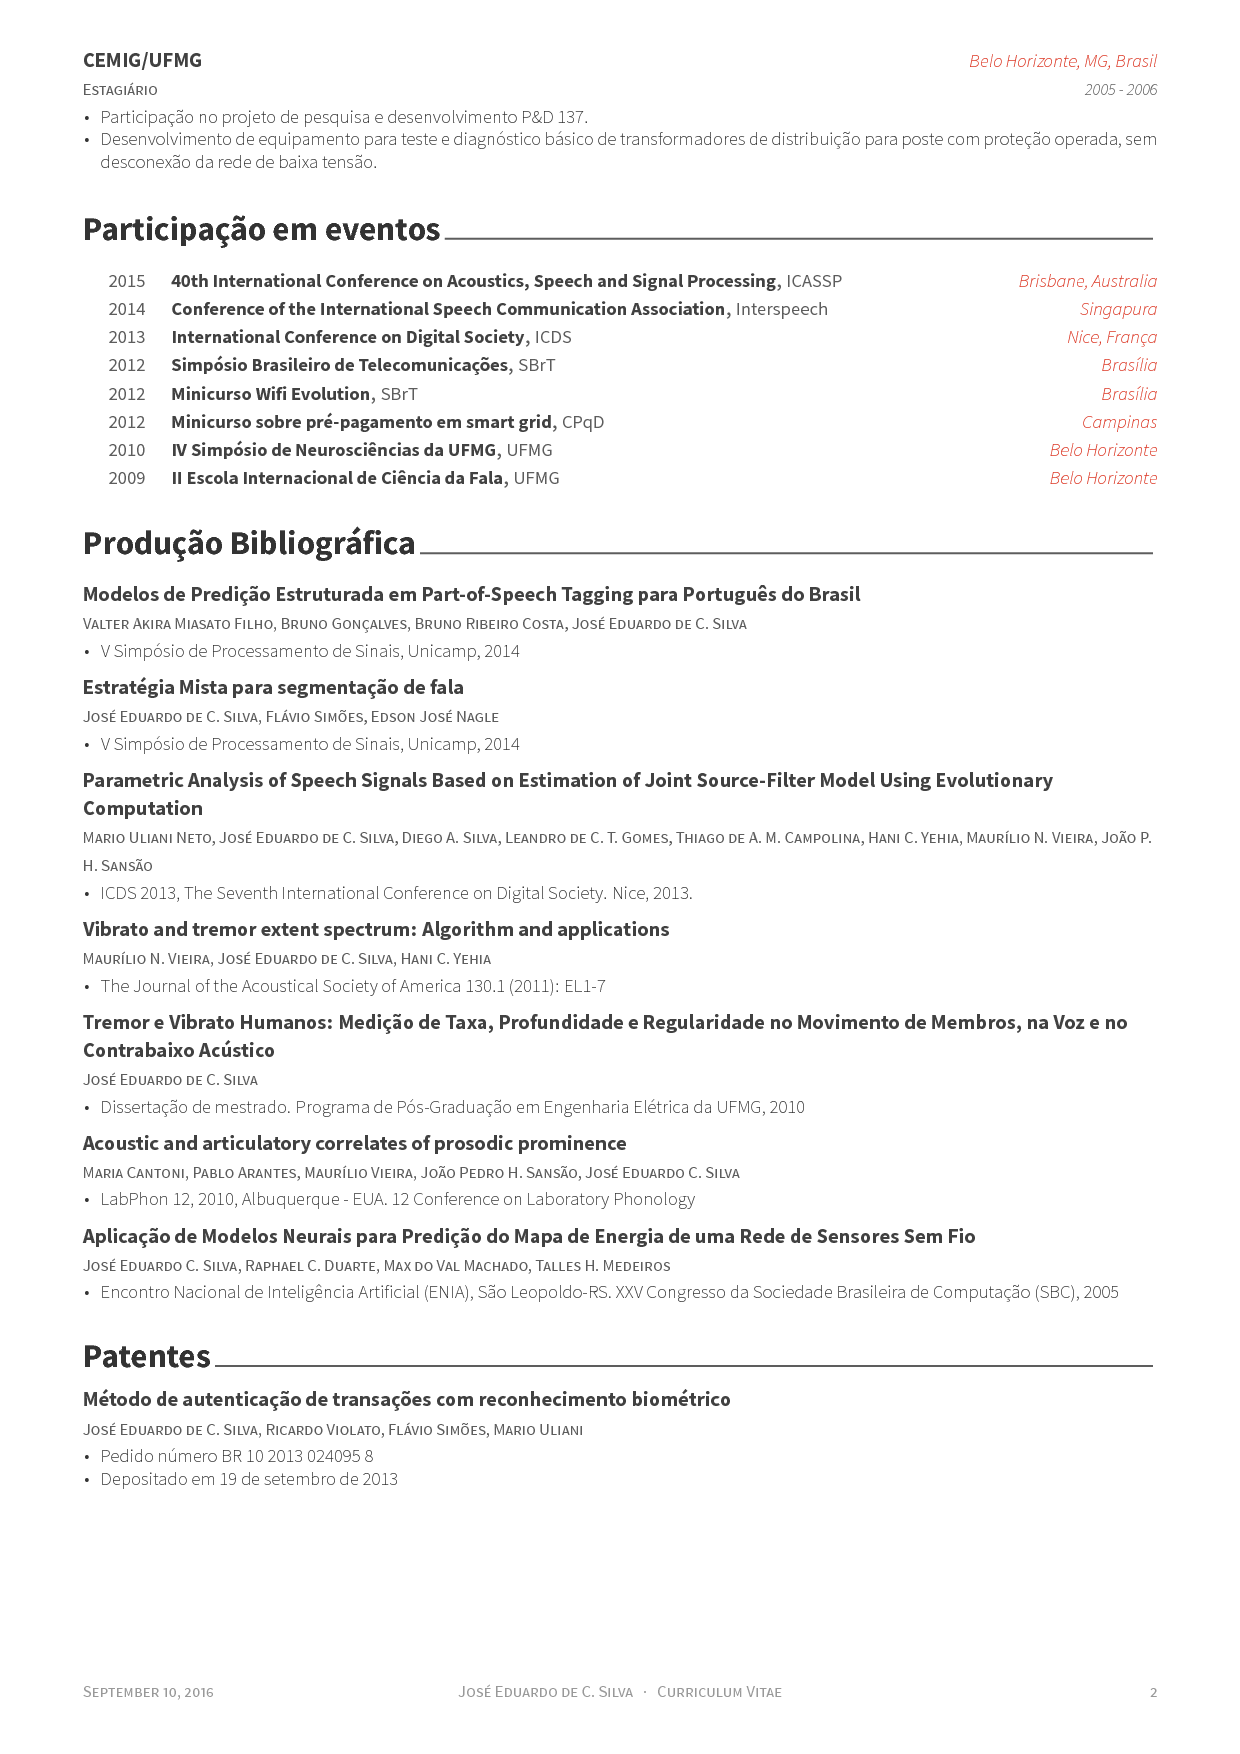 CEMIG/UFMG Belo Horizonte, MG, Brasil
Estagiário 2005 - 2006
• Participação no projeto de pesquisa e desenvolvimento P&D 137.
• Desenvolvimento de equipamento para teste e diagnóstico básico de transformadores de distribuição para poste com proteção operada, sem
desconexão da rede de baixa tensão.
Participação em eventos
2015 40th International Conference on Acoustics, Speech and Signal Processing, ICASSP Brisbane, Australia
2014 Conference of the International Speech Communication Association, Interspeech Singapura
2013 International Conference on Digital Society, ICDS Nice, França
2012 Simpósio Brasileiro de Telecomunicações, SBrT Brasília
2012 Minicurso Wifi Evolution, SBrT Brasília
2012 Minicurso sobre pré-pagamento em smart grid, CPqD Campinas
2010 IV Simpósio de Neurosciências da UFMG, UFMG Belo Horizonte
2009 II Escola Internacional de Ciência da Fala, UFMG Belo Horizonte
Produção Bibliográfica
Modelos de Predição Estruturada em Part-of-Speech Tagging para Português do Brasil
Valter Akira Miasato Filho, Bruno Gonçalves, Bruno Ribeiro Costa, José Eduardo de C. Silva
• V Simpósio de Processamento de Sinais, Unicamp, 2014
Estratégia Mista para segmentação de fala
José Eduardo de C. Silva, Flávio Simões, Edson José Nagle
• V Simpósio de Processamento de Sinais, Unicamp, 2014
Parametric Analysis of Speech Signals Based on Estimation of Joint Source-Filter Model Using Evolutionary
Computation
Mario Uliani Neto, José Eduardo de C. Silva, Diego A. Silva, Leandro de C. T. Gomes, Thiago de A. M. Campolina, Hani C. Yehia, Maurílio N. Vieira, João P.
H. Sansão
• ICDS 2013, The Seventh International Conference on Digital Society. Nice, 2013.
Vibrato and tremor extent spectrum: Algorithm and applications
Maurílio N. Vieira, José Eduardo de C. Silva, Hani C. Yehia
• The Journal of the Acoustical Society of America 130.1 (2011): EL1-7
Tremor e Vibrato Humanos: Medição de Taxa, Profundidade e Regularidade no Movimento de Membros, na Voz e no
Contrabaixo Acústico
José Eduardo de C. Silva
• Dissertação de mestrado. Programa de Pós-Graduação em Engenharia Elétrica da UFMG, 2010
Acoustic and articulatory correlates of prosodic prominence
Maria Cantoni, Pablo Arantes, Maurílio Vieira, João Pedro H. Sansão, José Eduardo C. Silva
• LabPhon 12, 2010, Albuquerque - EUA. 12 Conference on Laboratory Phonology
Aplicação de Modelos Neurais para Predição do Mapa de Energia de uma Rede de Sensores Sem Fio
José Eduardo C. Silva, Raphael C. Duarte, Max do Val Machado, Talles H. Medeiros
• Encontro Nacional de Inteligência Artificial (ENIA), São Leopoldo-RS. XXV Congresso da Sociedade Brasileira de Computação (SBC), 2005
Patentes
Método de autenticação de transações com reconhecimento biométrico
José Eduardo de C. Silva, Ricardo Violato, Flávio Simões, Mario Uliani
• Pedido número BR 10 2013 024095 8
• Depositado em 19 de setembro de 2013
September 10, 2016 José Eduardo de C. Silva · Curriculum Vitae 2